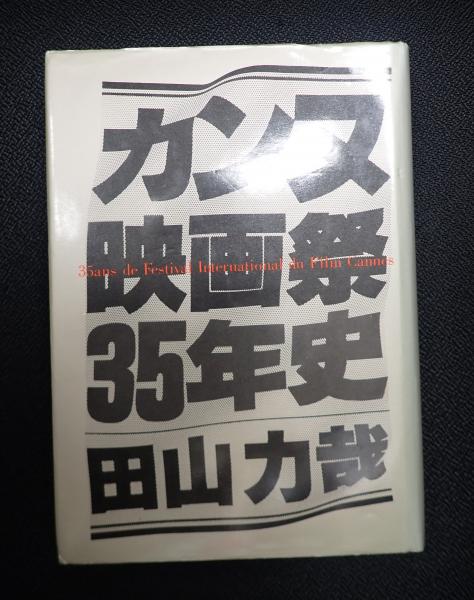 カンヌ
映画祭
35ans de Festival International du Film Cannes
35年史
田山力哉